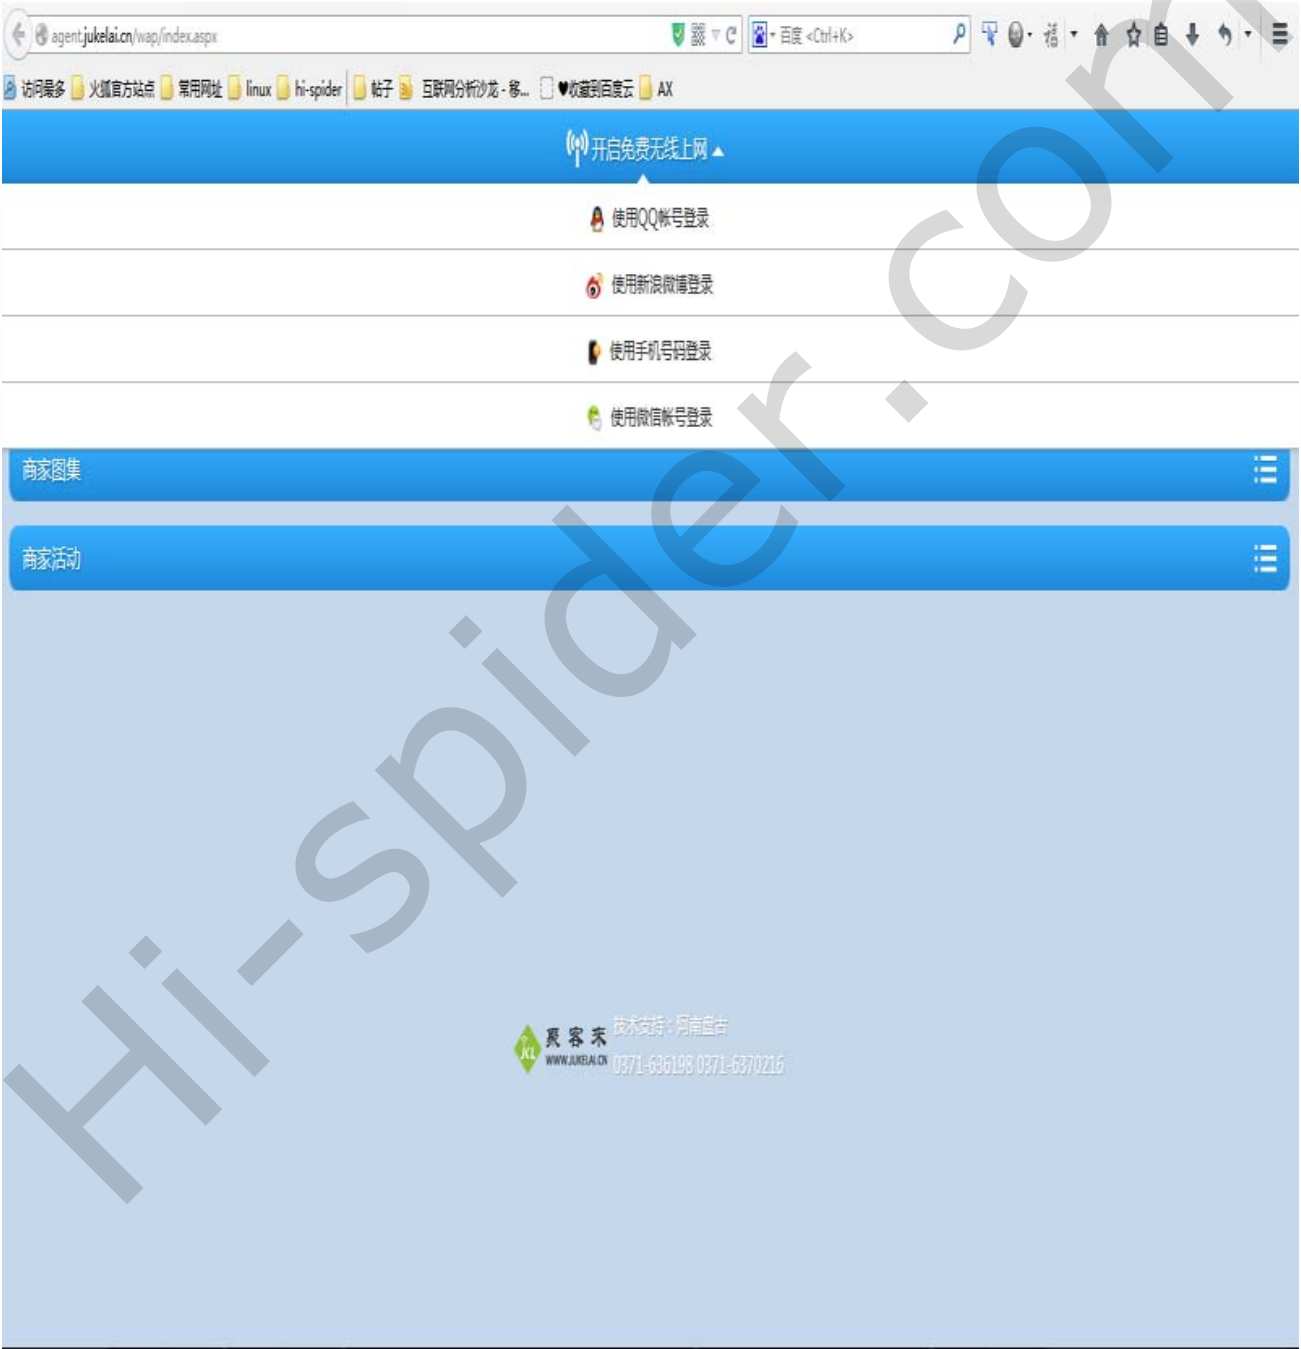 agent.jukelai.cn/wap/index.aspx
百度 <Ctrl+K>
访问最多 火狐官方站点 常用网址 linux hi-spider 帖子 互联网分析沙龙 - 移... ♥收藏到百度云 AX
开启免费无线上网
使用QQ帐号登录
使用新浪微博登录
使用手机号码登录
使用微信帐号登录
商家图集
商家活动
聚客来
WWW.JUKELAI.CN
JKL
技术支持：河南盘古
0371-636198 0371-6370216
Hi-spider.com